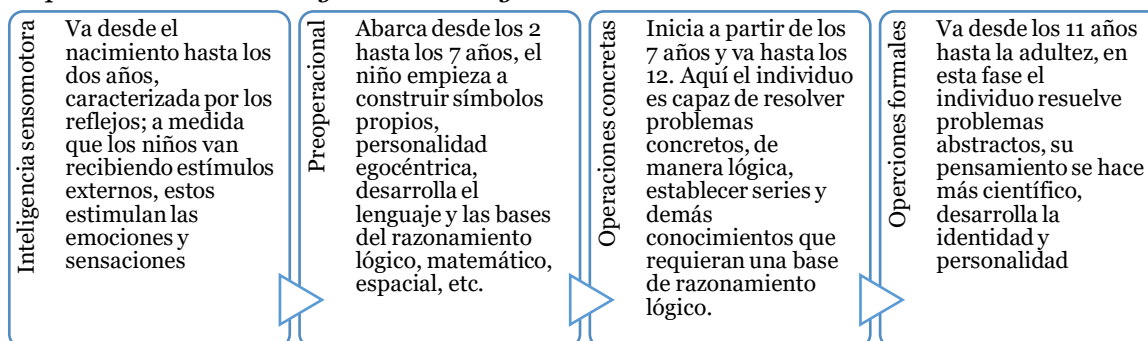 Inteligencia sensomotora
Va desde el
nacimiento hasta los
dos años,
caracterizada por los
reflejos; a medida
que los niños van
recibiendo estímulos
externos, estos
estimulan las
emociones y
sensaciones
Preoperacional
Abarca desde los 2
hasta los 7 años, el
niño empieza a
construir símbolos
propios,
personalidad
egocéntrica,
desarrolla el
lenguaje y las bases
del razonamiento
lógico, matemático,
espacial, etc.
Operaciones concretas
Inicia a partir de los
7 años y va hasta los
12. Aquí el individuo
es capaz de resolver
problemas
concretos, de
manera lógica,
establecer series y
demás
conocimientos que
requieran una base
de razonamiento
lógico.
Operciones formales
Va desde los 11 años
hasta la adultez, en
esta fase el
individuo resuelve
problemas
abstractos, su
pensamiento se hace
más científico,
desarrolla la
identidad y
personalidad